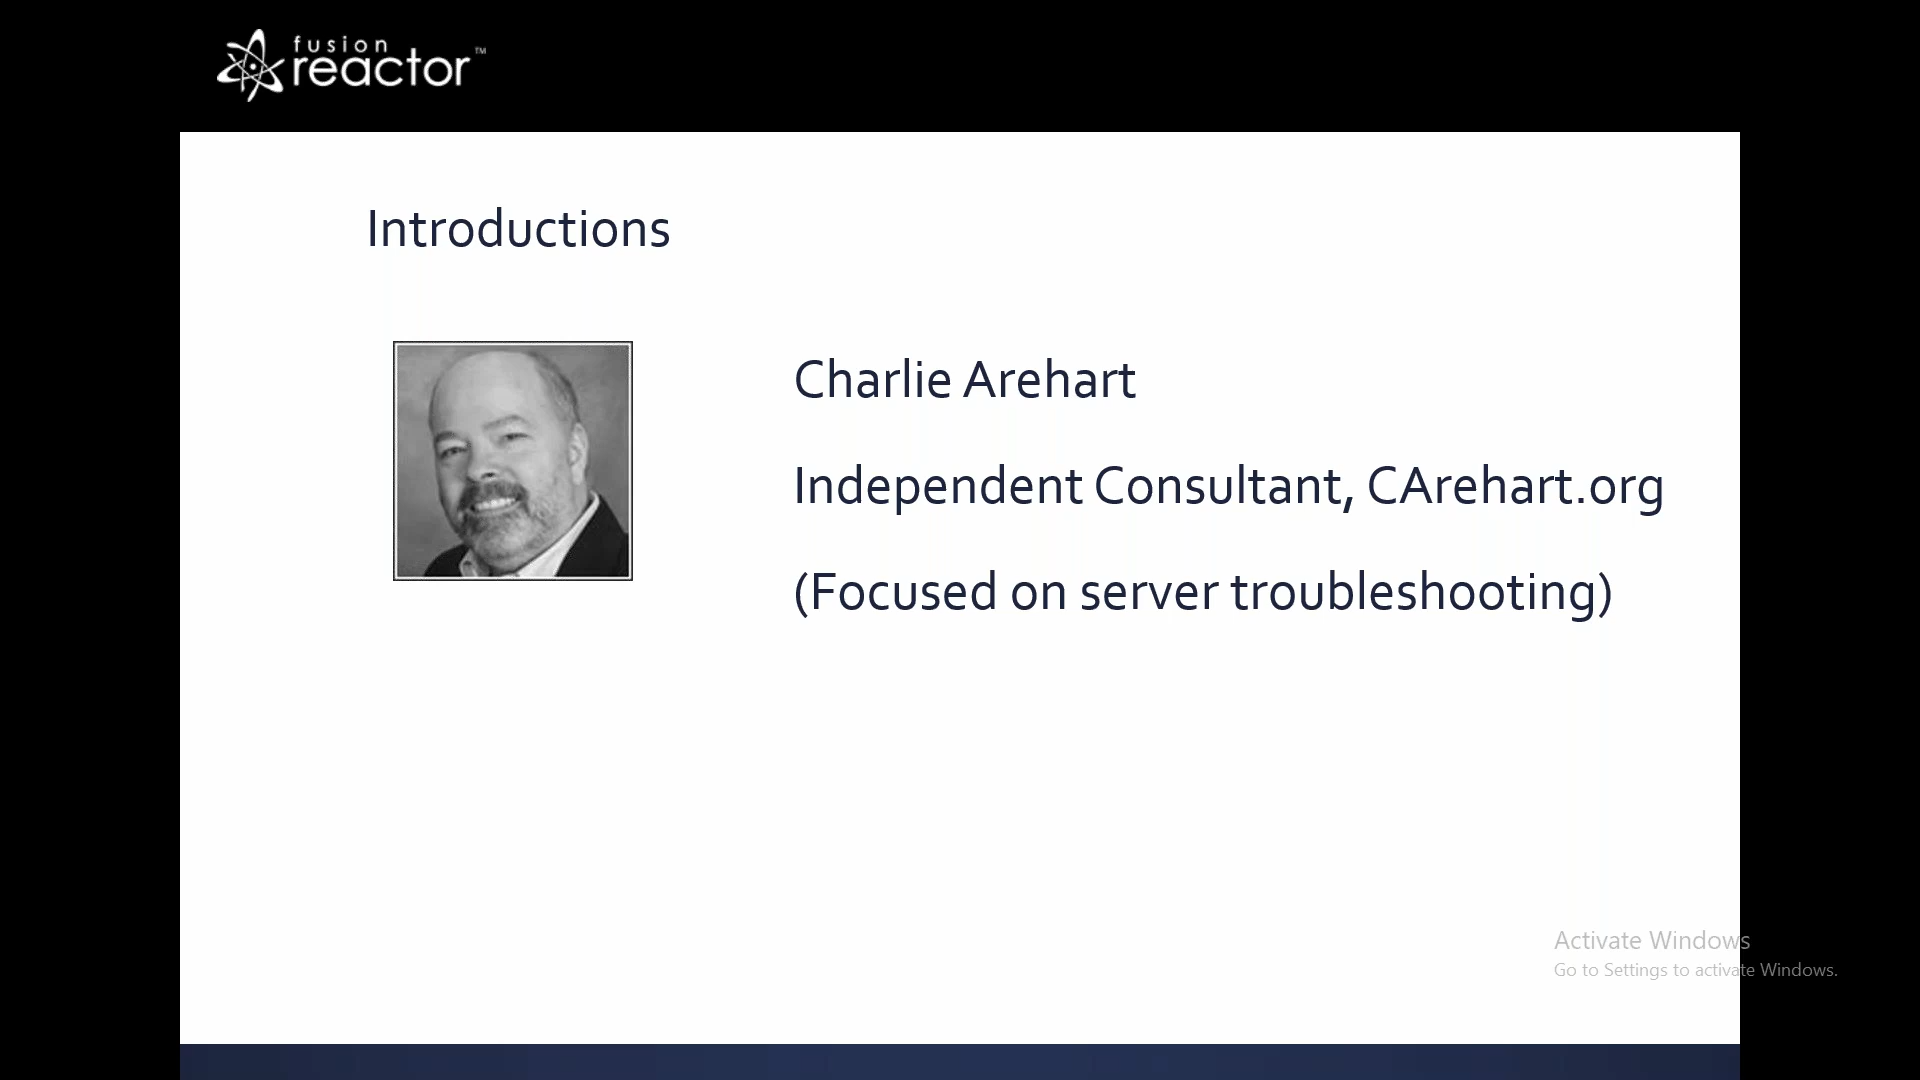 fusion
reactor™
Introductions
Charlie Arehart
Independent Consultant, CArehart.org
(Focused on server troubleshooting)
Activate Windows
Go to Settings to activate Windows.